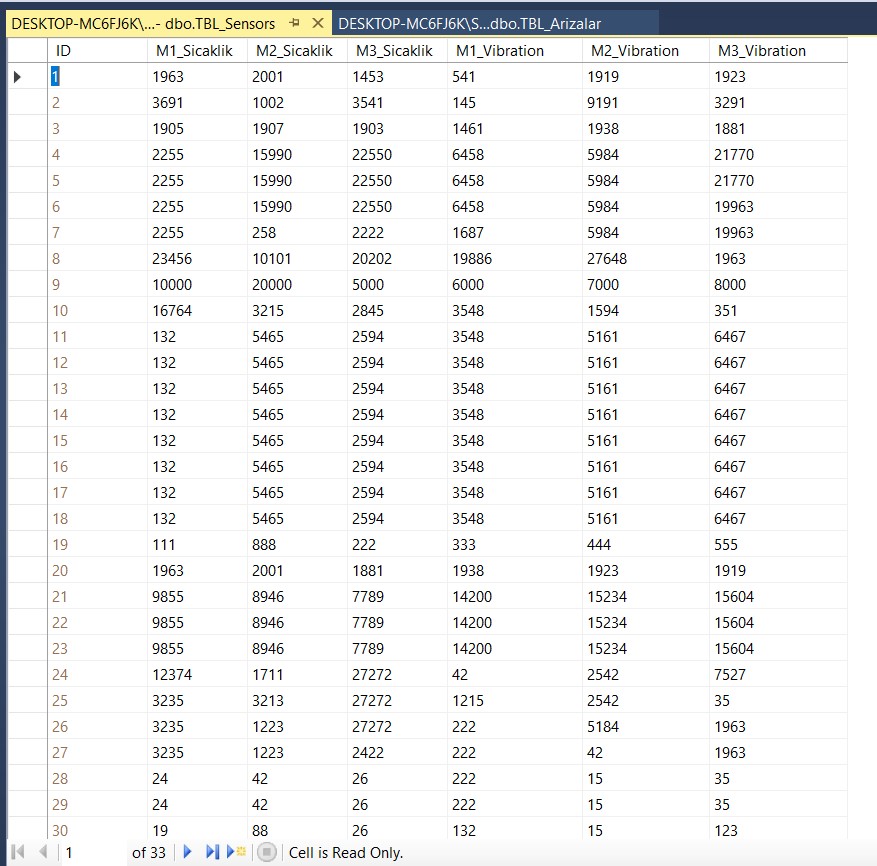 DESKTOP-MC6FJ6K\...- dbo.TBL_Sensors DESKTOP-MC6FJ6K\S...dbo.TBL_Arizalar
ID M1_Sicaklik M2_Sicaklik M3_Sicaklik M1_Vibration M2_Vibration M3_Vibration
1 1963 2001 1453 541 1919 1923
2 3691 1002 3541 145 9191 3291
3 1905 1907 1903 1461 1938 1881
4 2255 15990 22550 6458 5984 21770
5 2255 15990 22550 6458 5984 21770
6 2255 15990 22550 6458 5984 19963
7 2255 258 2222 1687 5984 19963
8 23456 10101 20202 19886 27648 1963
9 10000 20000 5000 6000 7000 8000
10 16764 3215 2845 3548 1594 351
11 132 5465 2594 3548 5161 6467
12 132 5465 2594 3548 5161 6467
13 132 5465 2594 3548 5161 6467
14 132 5465 2594 3548 5161 6467
15 132 5465 2594 3548 5161 6467
16 132 5465 2594 3548 5161 6467
17 132 5465 2594 3548 5161 6467
18 132 5465 2594 3548 5161 6467
19 111 888 222 333 444 555
20 1963 2001 1881 1938 1923 1919
21 9855 8946 7789 14200 15234 15604
22 9855 8946 7789 14200 15234 15604
23 9855 8946 7789 14200 15234 15604
24 12374 1711 27272 42 2542 7527
25 3235 3213 27272 1215 2542 35
26 3235 1223 27272 222 5184 1963
27 3235 1223 2422 222 42 1963
28 24 42 26 222 15 35
29 24 42 26 222 15 35
30 19 88 26 132 15 123
1 of 33 Cell is Read Only.